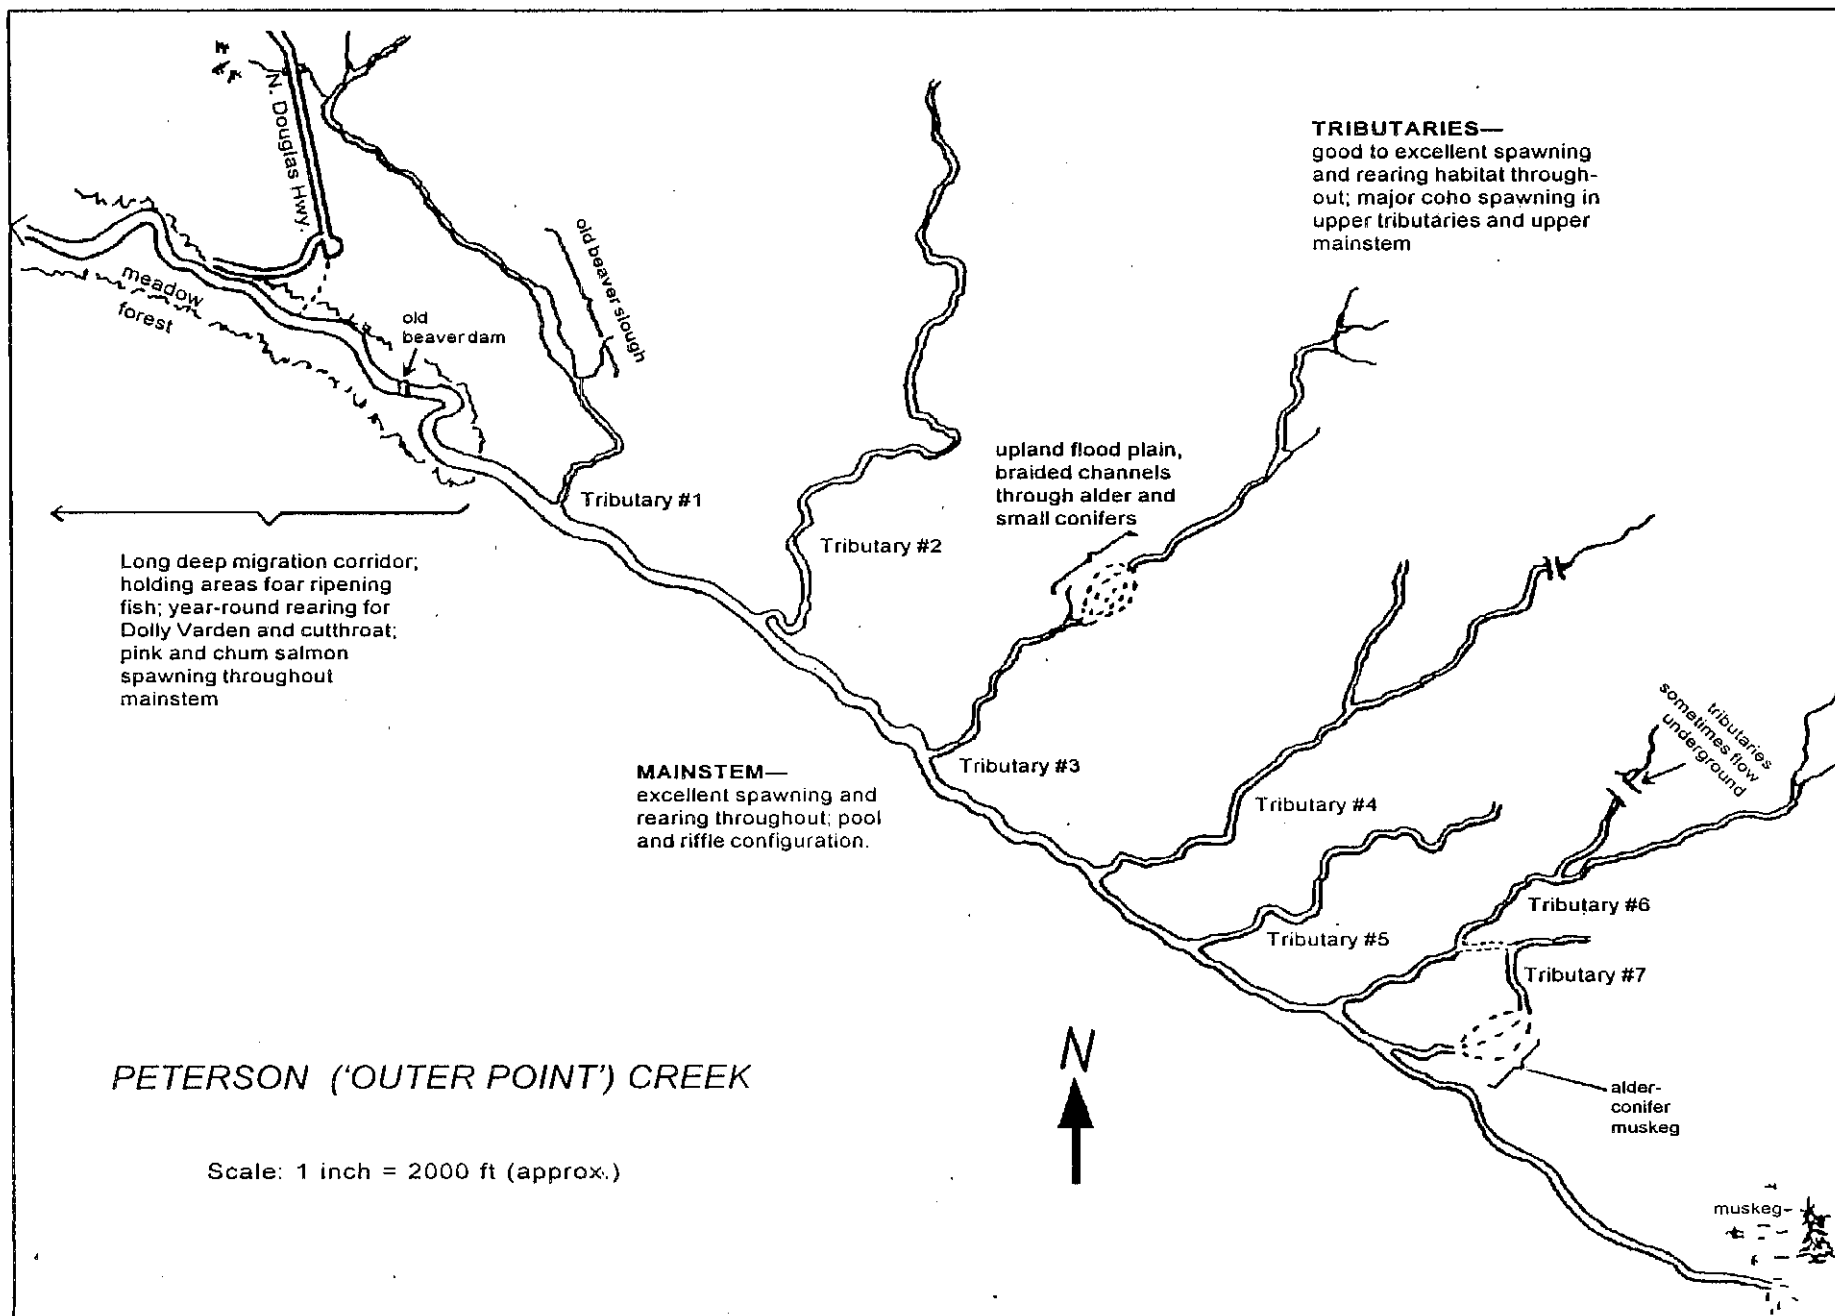 N. Douglas Hwy.
TRIBUTARIES—
good to excellent spawning
and rearing habitat through-
out; major coho spawning in
upper tributaries and upper
mainstem
meadow
forest
old
beaver dam
old beaver slough
Tributary #1
Tributary #2
upland flood plain,
braided channels
through alder and
small conifers
Long deep migration corridor;
holding areas foar ripening
fish; year-round rearing for
Dolly Varden and cutthroat;
pink and chum salmon
spawning throughout
mainstem
MAINSTEM—
excellent spawning and
rearing throughout; pool
and riffle configuration.
Tributary #3
Tributary #4
tributaries
sometimes flow
underground
Tributary #5
Tributary #6
Tributary #7
alder-
conifer
muskeg
muskeg
N
PETERSON ('OUTER POINT') CREEK
Scale: 1 inch = 2000 ft (approx.)